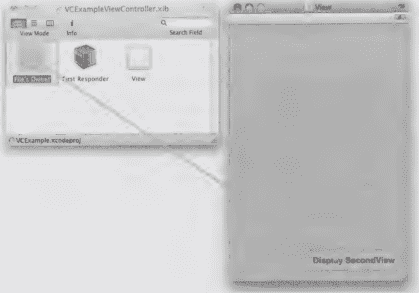 VCExampleViewController.xib
View Mode
Info
Search Field
File's Owner
First Responder
View
VCExample.xcodeproj
View
Display SecondView